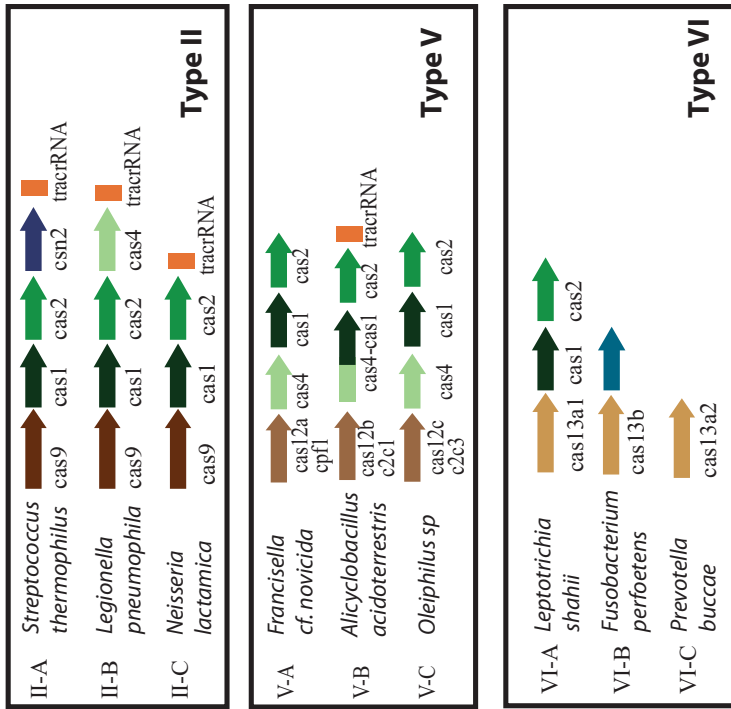 Type II
II-A
Streptococcus
thermophilus
cas9
cas1
cas2
csn2
tracrRNA
II-B
Legionella
pneumophila
cas9
cas1
cas2
cas4
tracrRNA
II-C
Neisseria
lactamica
cas9
cas1
cas2
tracrRNA
Type V
V-A
Francisella
cf. novicida
cas12a
cpf1
cas4
cas1
cas2
V-B
Alicyclobacillus
acidoterrestris
cas12b
c2c1
cas4-cas1
cas2
tracrRNA
V-C
Oleiphilus sp
cas12c
c2c3
cas4
cas1
cas2
Type VI
VI-A
Leptotrichia
shahii
cas13a1
cas1
cas2
VI-B
Fusobacterium
perfoetens
cas13b
VI-C
Prevotella
buccae
cas13a2